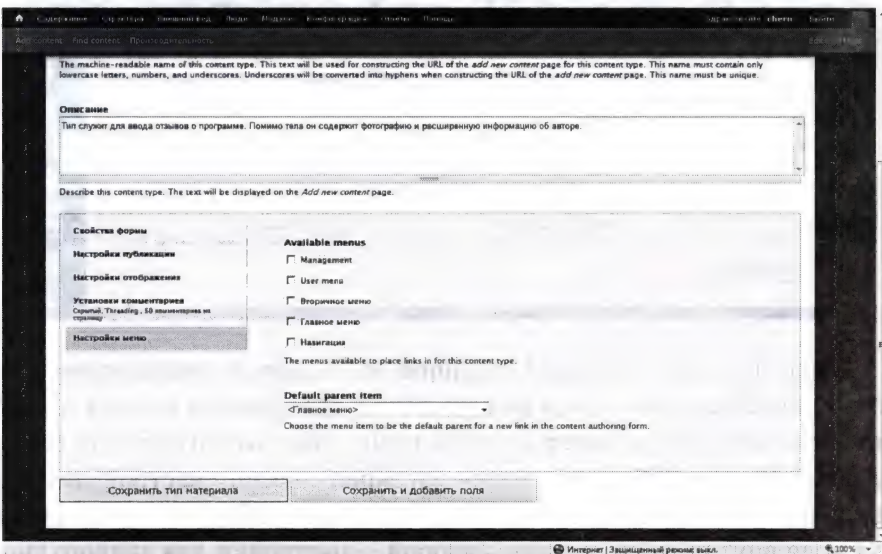 Содержание Структура Внешний вид Люди Модули Конфигурация Отчеты Помощь
chern
Add content Find content Производительность
The machine-readable name of this content type. This text will be used for constructing the URL of the add new content page for this content type. This name must contain only
lowercase letters, numbers, and underscores. Underscores will be converted into hyphens when constructing the URL of the add new content page. This name must be unique.
Описание
Тип служит для ввода отзывов о программе. Помимо тела он содержит фотографию и расширенную информацию об авторе.
Describe this content type. The text will be displayed on the Add new content page.
Свойства формы
Настройки публикации
Настройки отображения
Установки комментариев
Скрытый, Threading , 50 комментариев на
страницу
Настройки меню
Available menus
Management
User menu
Вторичное меню
Главное меню
Навигация
The menus available to place links in for this content type.
Default parent item
<Главное меню>
Choose the menu item to be the default parent for a new link in the content authoring form.
Сохранить тип материала Сохранить и добавить поля
Интернет | Защищенный режим: выкл. 100%